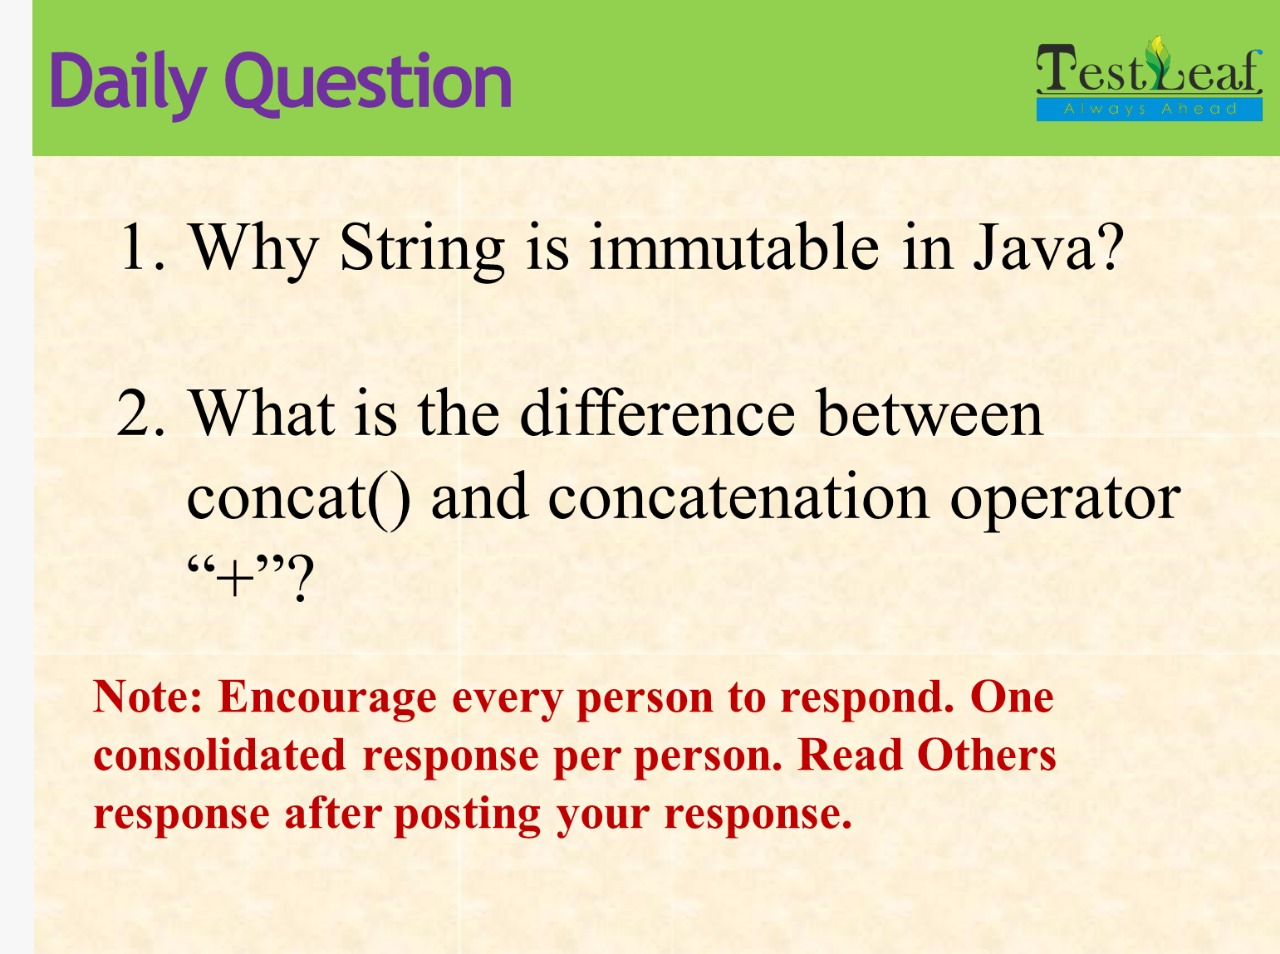 Daily Question
TestLeaf
Always Ahead
1. Why String is immutable in Java?
2. What is the difference between
concat() and concatenation operator
“+”?
Note: Encourage every person to respond. One
consolidated response per person. Read Others
response after posting your response.